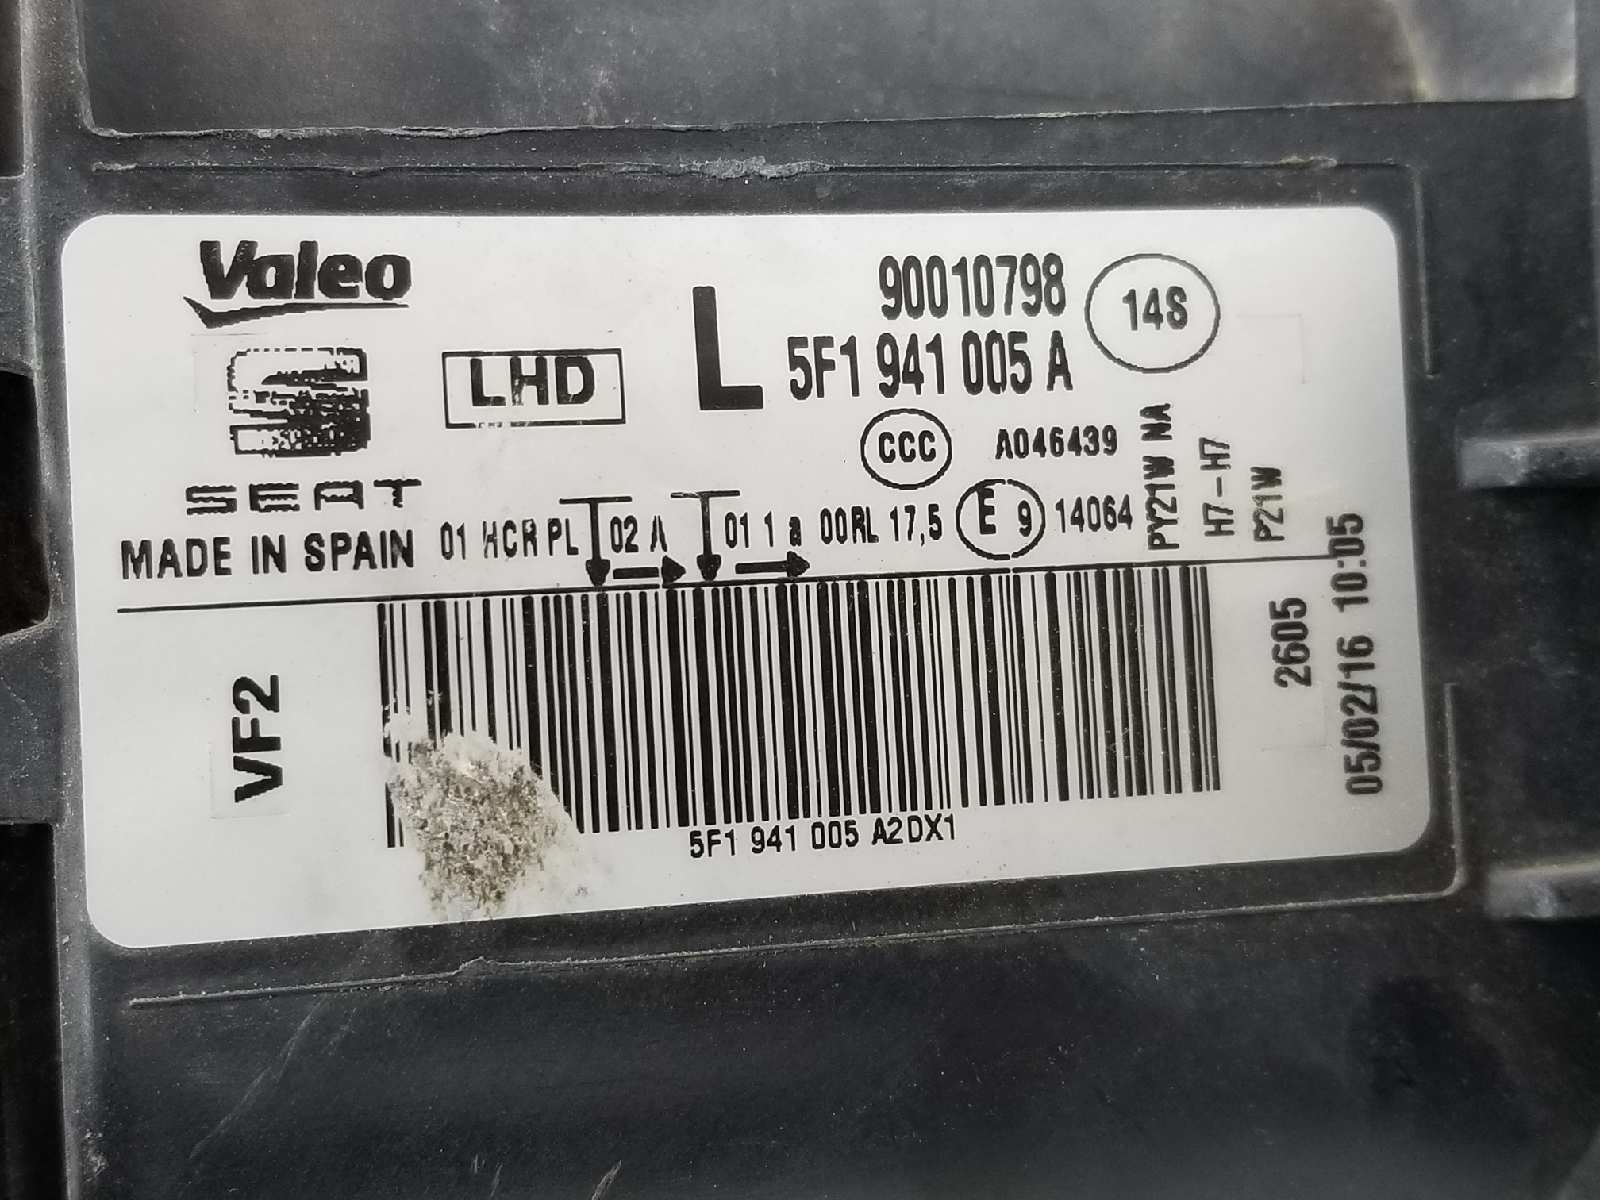 Valeo
90010798
14S
LHD
L
5F1 941 005 A
CCC
A046439
SEAT
MADE IN SPAIN
01 HCR PL 02 A 01 1 a 00RL 17,5 E 9 14064
PY21W NA
H7-H7
P21W
VF2
2605
05/02/16 10:05
5F1 941 005 A2DX1